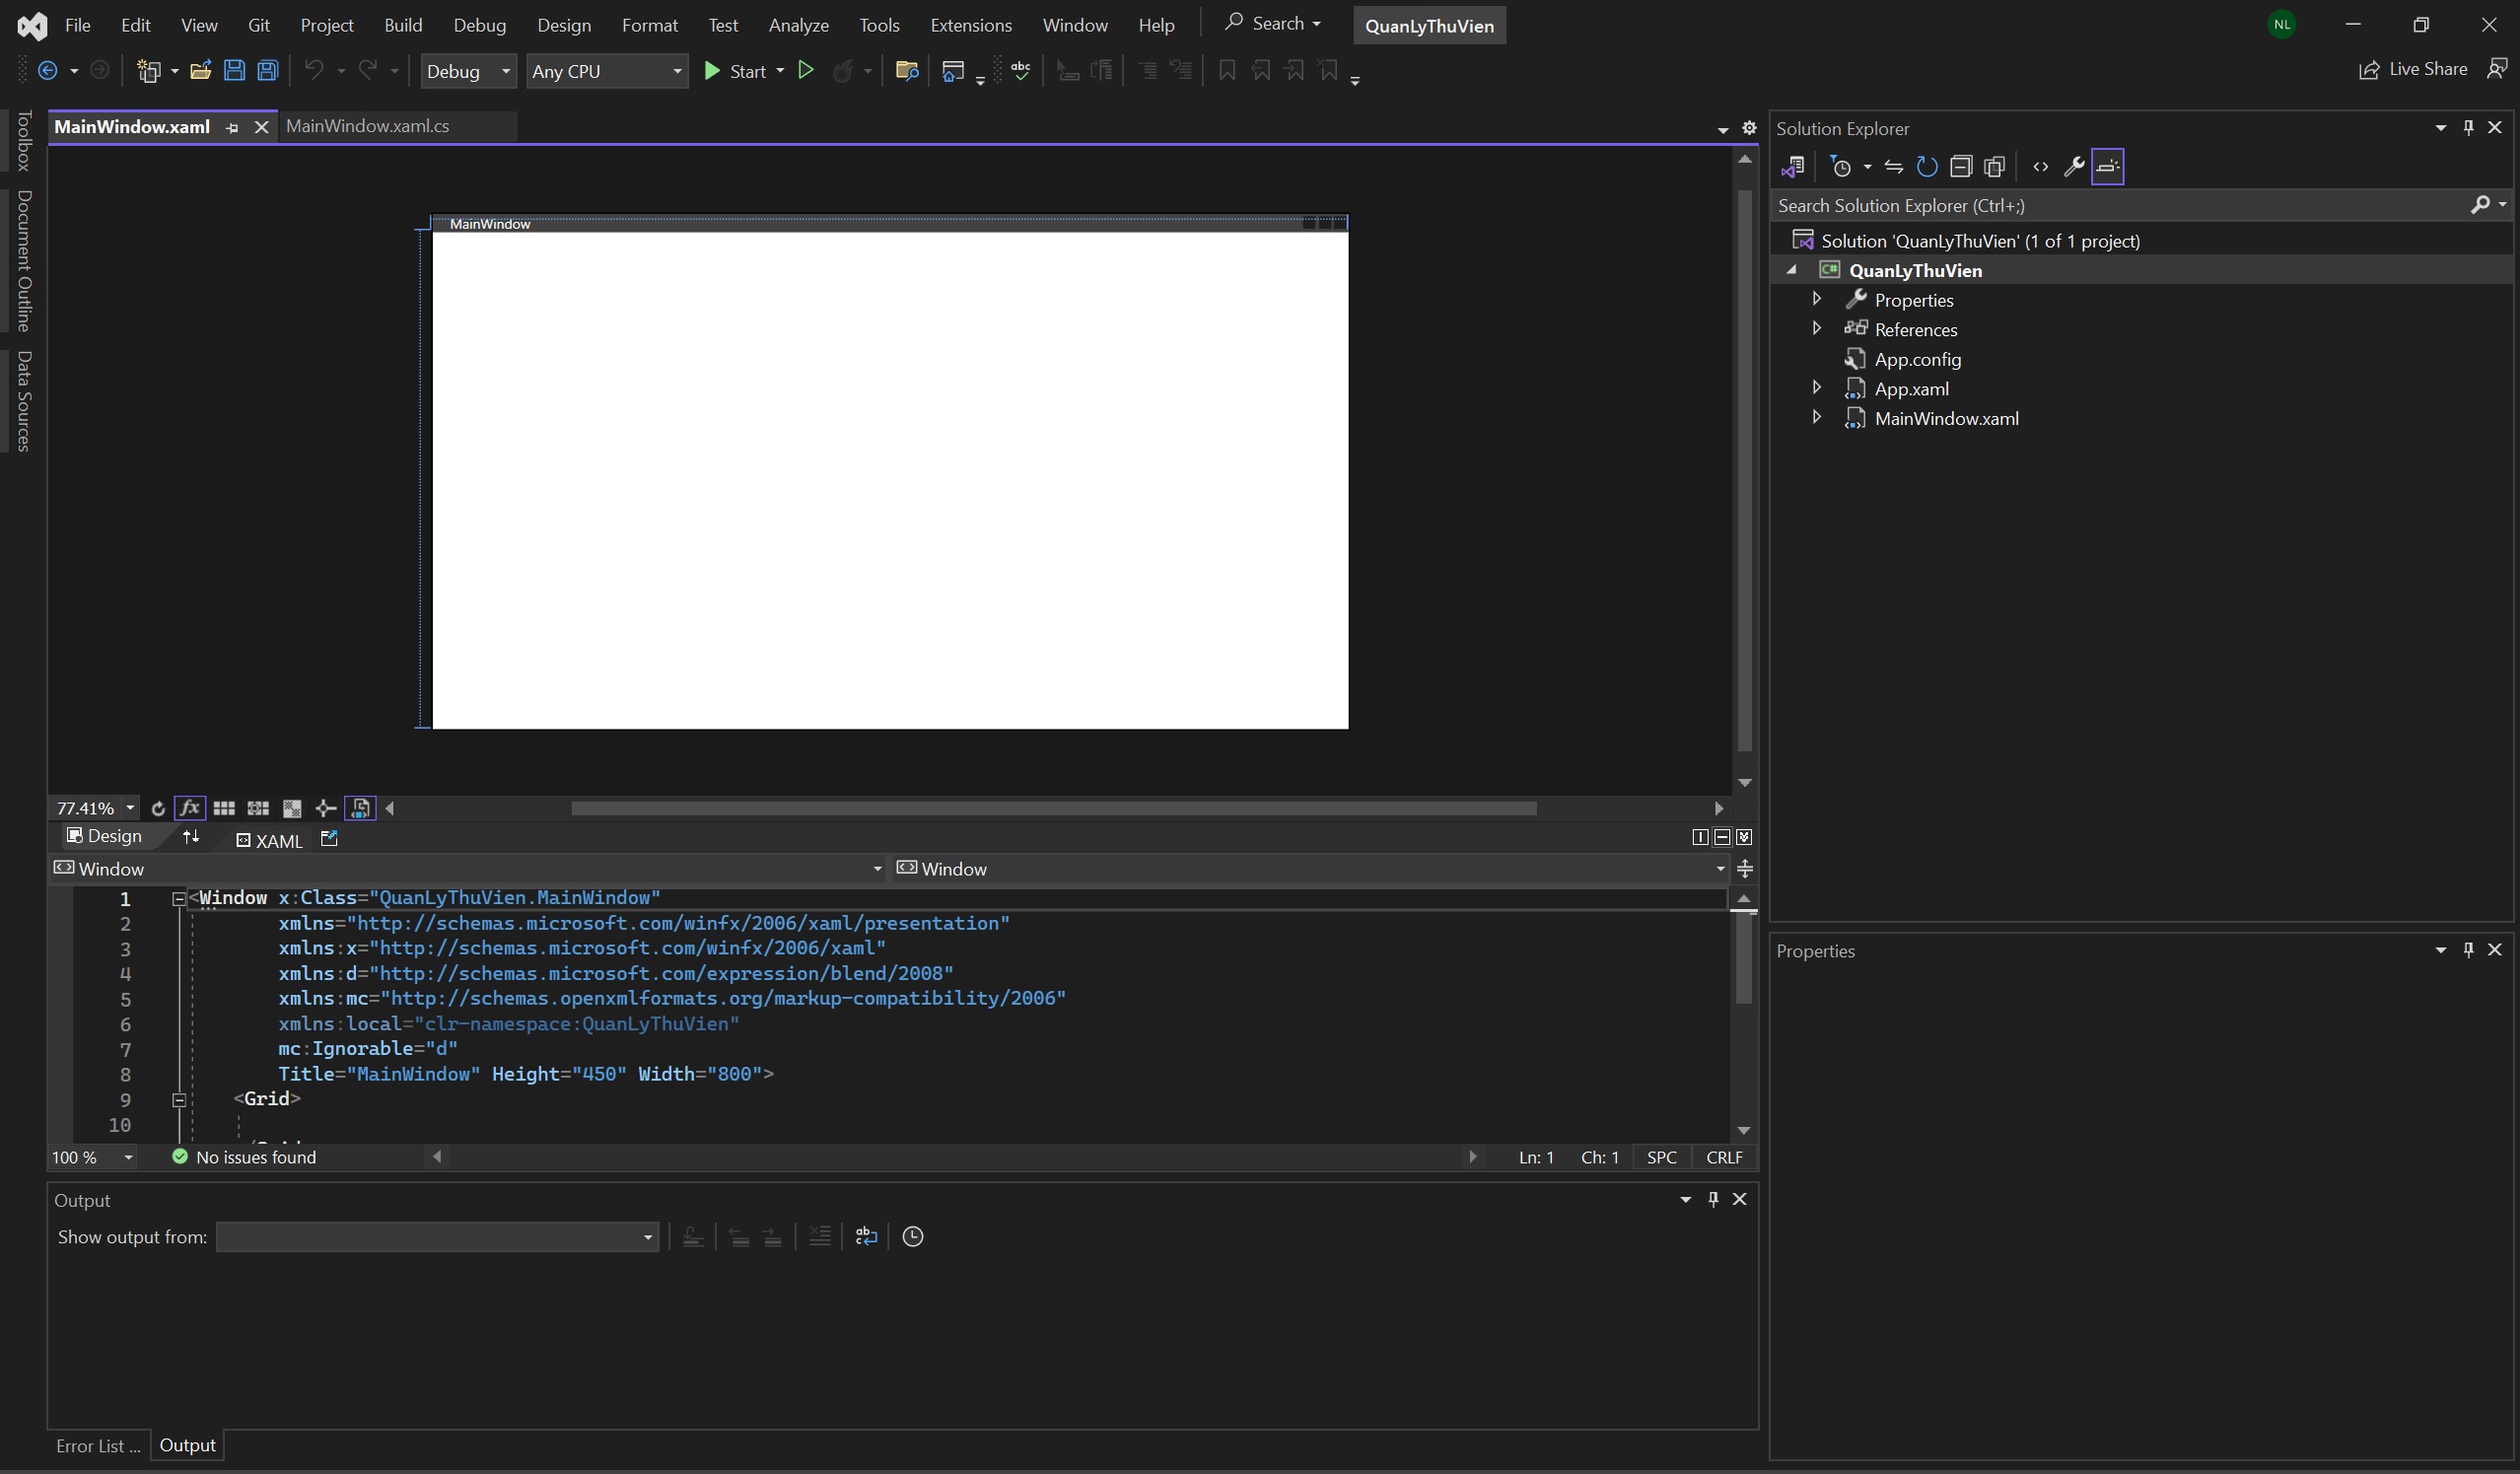 File Edit View Git Project Build Debug Design Format Test Analyze Tools Extensions Window Help Search QuanLyThuVien NL
Debug Any CPU Start abc Live Share
Toolbox
Document Outline
Data Sources
MainWindow.xaml MainWindow.xaml.cs
MainWindow
77.41% fx
Design XAML
Window Window
1 <Window x:Class="QuanLyThuVien.MainWindow"
2 xmlns="http://schemas.microsoft.com/winfx/2006/xaml/presentation"
3 xmlns:x="http://schemas.microsoft.com/winfx/2006/xaml"
4 xmlns:d="http://schemas.microsoft.com/expression/blend/2008"
5 xmlns:mc="http://schemas.openxmlformats.org/markup-compatibility/2006"
6 xmlns:local="clr-namespace:QuanLyThuVien"
7 mc:Ignorable="d"
8 Title="MainWindow" Height="450" Width="800">
9 <Grid>
10
100 % No issues found Ln: 1 Ch: 1 SPC CRLF
Output
Show output from:
Error List ... Output
Solution Explorer
Search Solution Explorer (Ctrl+;)
Solution 'QuanLyThuVien' (1 of 1 project)
C# QuanLyThuVien
Properties
References
App.config
App.xaml
MainWindow.xaml
Properties